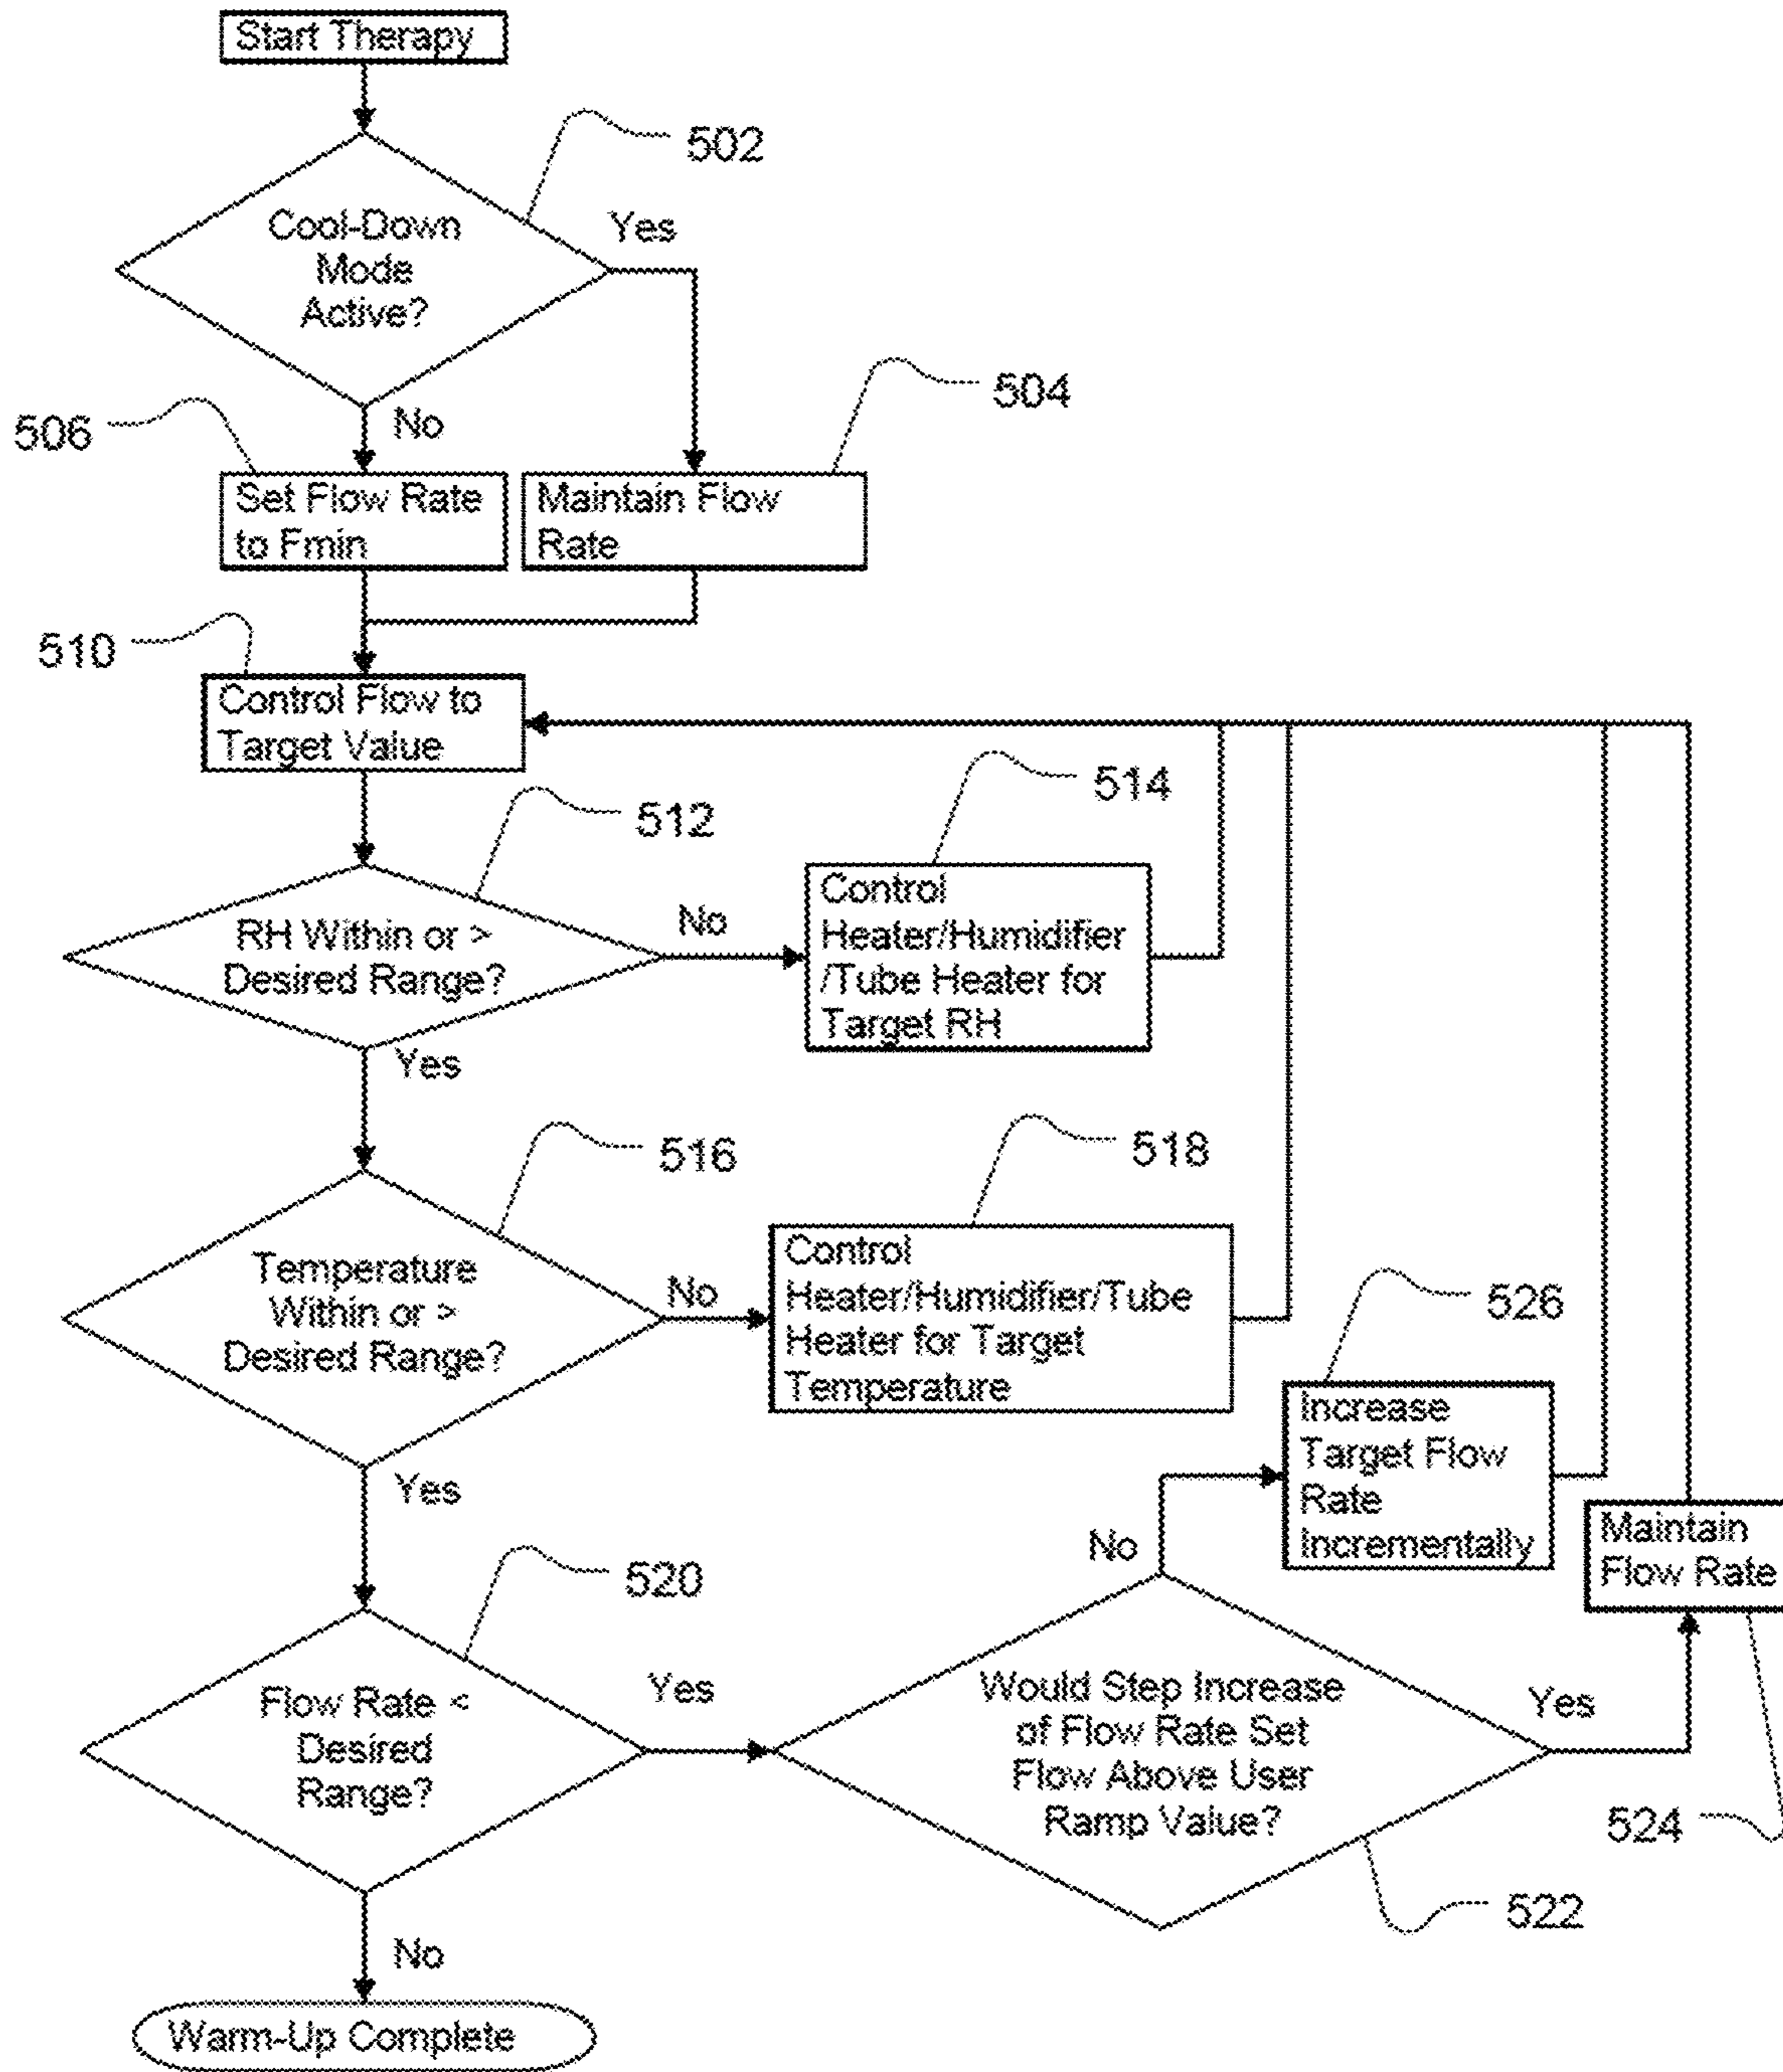 Start Therapy
502
Cool-Down
Mode
Active?
Yes
No
504
506
Set Flow Rate
to Fmin
Maintain Flow
Rate
510
Control Flow to
Target Value
512
514
RH Within or >
Desired Range?
No
Yes
Control
Heater/Humidifier
/Tube Heater for
Target RH
516
518
Temperature
Within or >
Desired Range?
No
Yes
Control
Heater/Humidifier/Tube
Heater for Target
Temperature
526
Increase
Target Flow
Rate
Incrementally
Maintain
Flow Rate
520
Flow Rate <
Desired
Range?
Yes
No
Would Step Increase
of Flow Rate Set
Flow Above User
Ramp Value?
No
Yes
524
522
Warm-Up Complete